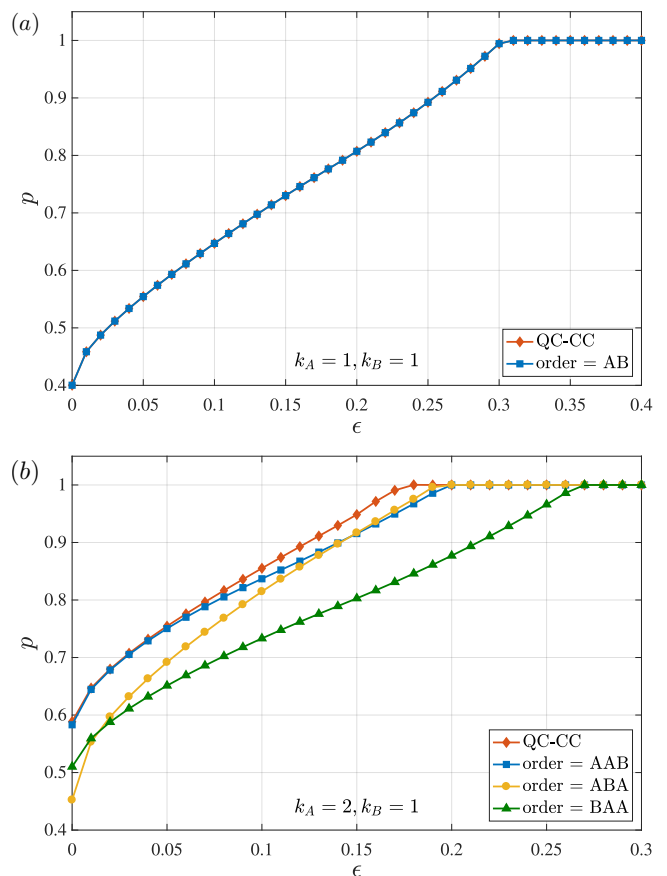 (a)
1
0.9
0.8
0.7
0.6
0.5
0.4
p
0 0.05 0.1 0.15 0.2 0.25 0.3 0.35 0.4
ϵ
k_A = 1, k_B = 1
QC-CC
order = AB
(b)
1
0.9
0.8
0.7
0.6
0.5
0.4
p
0 0.05 0.1 0.15 0.2 0.25 0.3
ϵ
k_A = 2, k_B = 1
QC-CC
order = AAB
order = ABA
order = BAA